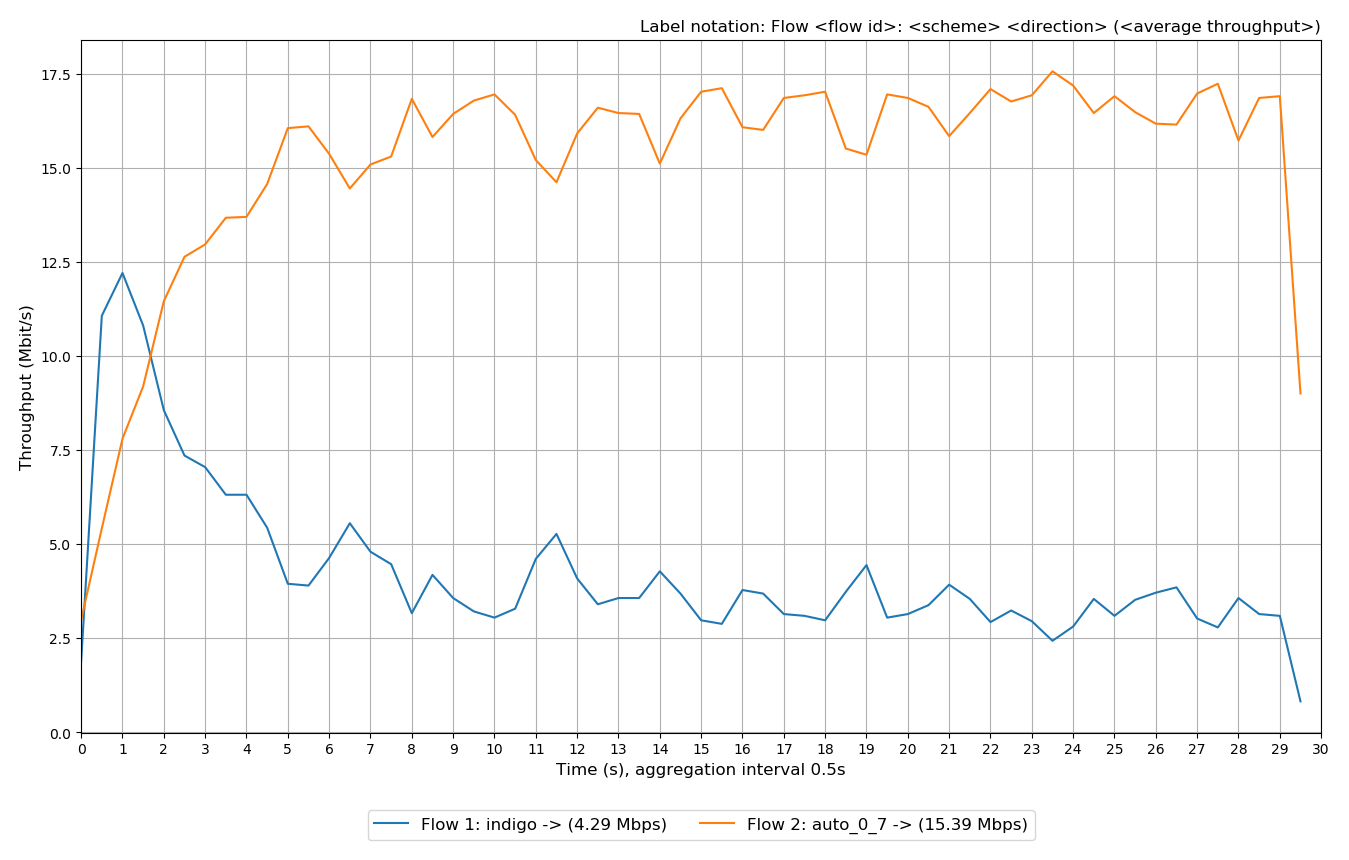 Label notation: Flow <flow id>: <scheme> <direction> (<average throughput>)
Throughput (Mbit/s)
17.5
15.0
12.5
10.0
7.5
5.0
2.5
0.0
0 1 2 3 4 5 6 7 8 9 10 11 12 13 14 15 16 17 18 19 20 21 22 23 24 25 26 27 28 29 30
Time (s), aggregation interval 0.5s
Flow 1: indigo -> (4.29 Mbps) Flow 2: auto_0_7 -> (15.39 Mbps)